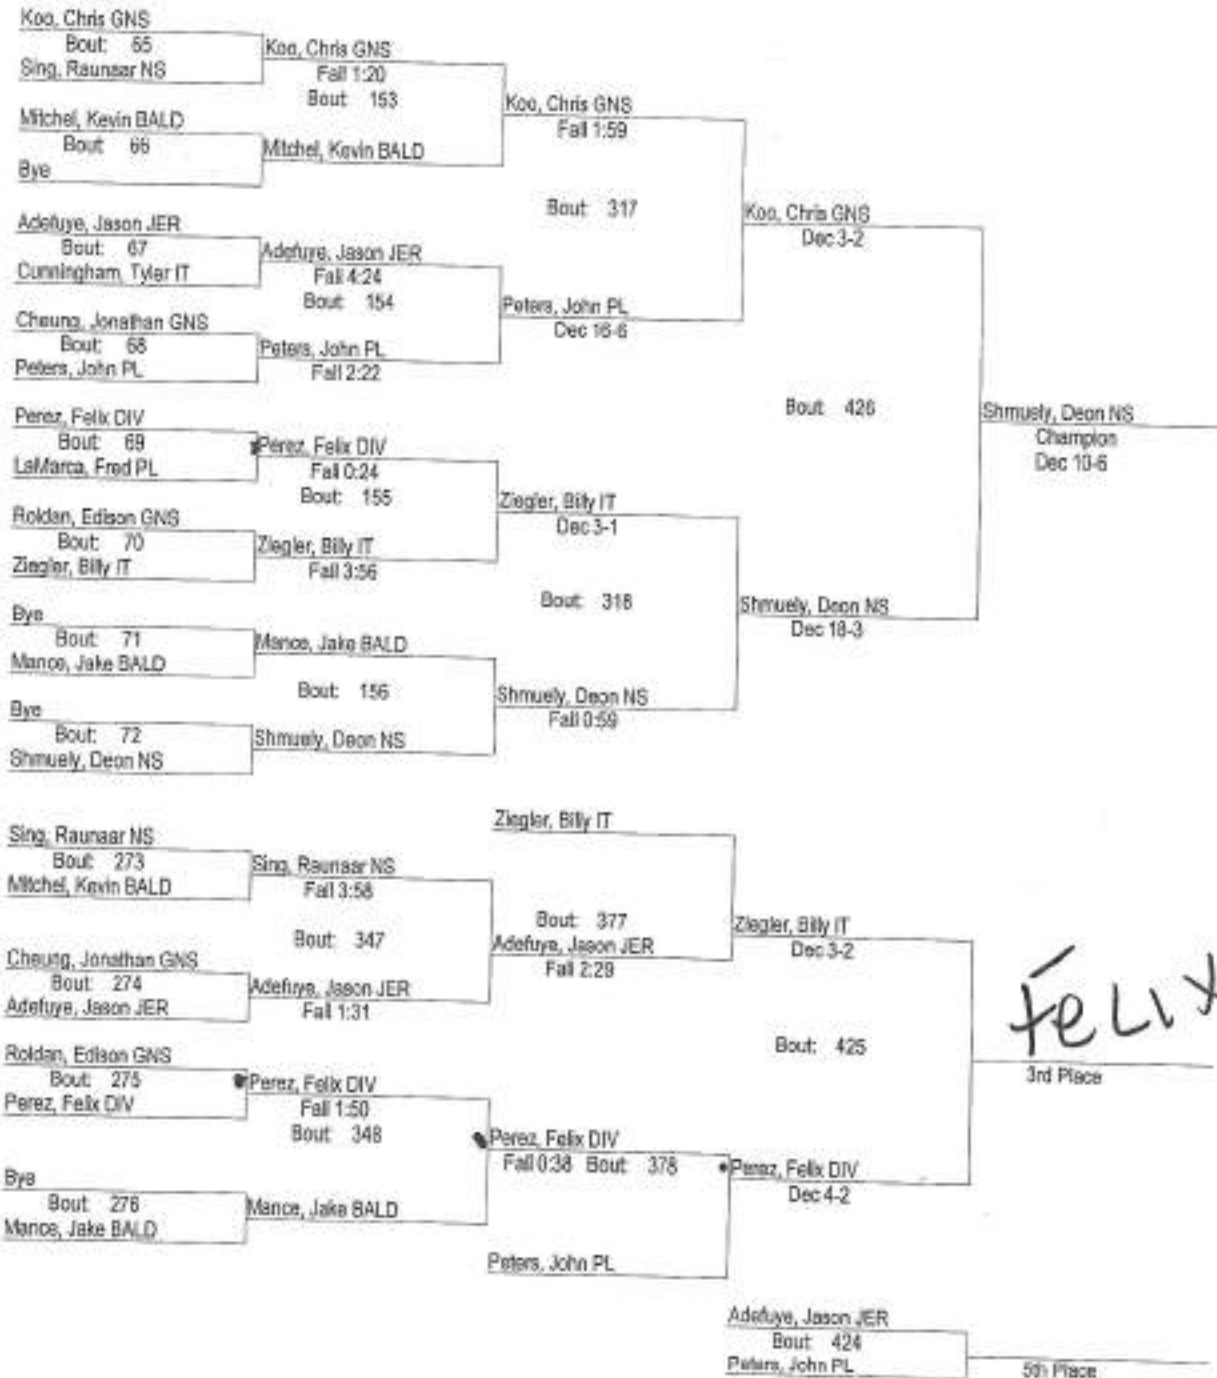 Koo, Chris GNS
Bout: 65
Sing, Raunaar NS
Koo, Chris GNS
Fall 1:20
Bout 153
Mitchel, Kevin BALD
Bout 66
Bye
Mitchel, Kevin BALD
Koo, Chris GNS
Fall 1:59
Bout 317
Adefuye, Jason JER
Bout: 67
Cunningham, Tyler IT
Adefuye, Jason JER
Fall 4:24
Bout 154
Cheung, Jonathan GNS
Bout: 68
Peters, John PL
Peters, John PL
Fall 2:22
Peters, John PL
Dec 16-6
Koo, Chris GNS
Dec 3-2
Bout 426
Perez, Felix DIV
Bout: 69
LaMarca, Fred PL
Perez, Felix DIV
Fall 0:24
Bout: 155
Roldan, Edison GNS
Bout: 70
Ziegler, Billy IT
Ziegler, Billy IT
Fall 3:56
Ziegler, Billy IT
Dec 3-1
Bout: 318
Bye
Bout: 71
Mance, Jake BALD
Mance, Jake BALD
Bout 156
Bye
Bout: 72
Shmuely, Deon NS
Shmuely, Deon NS
Shmuely, Deon NS
Fall 0:59
Shmuely, Deon NS
Dec 18-3
Shmuely, Deon NS
Champion
Dec 10-6
Sing, Raunaar NS
Bout: 273
Mitchel, Kevin BALD
Sing, Raunaar NS
Fall 3:58
Bout: 347
Cheung, Jonathan GNS
Bout: 274
Adefuye, Jason JER
Adefuye, Jason JER
Fall 1:31
Ziegler, Billy IT
Bout: 377
Adefuye, Jason JER
Fall 2:29
Ziegler, Billy IT
Dec 3-2
Bout: 425
Roldan, Edison GNS
Bout: 275
Perez, Felix DIV
Perez, Felix DIV
Fall 1:50
Bout: 348
Bye
Bout: 276
Mance, Jake BALD
Mance, Jake BALD
Perez, Felix DIV
Fall 0:38 Bout 378
Peters, John PL
Perez, Felix DIV
Dec 4-2
FeLix
3rd Place
Adefuye, Jason JER
Bout: 424
Peters, John PL
5th Place